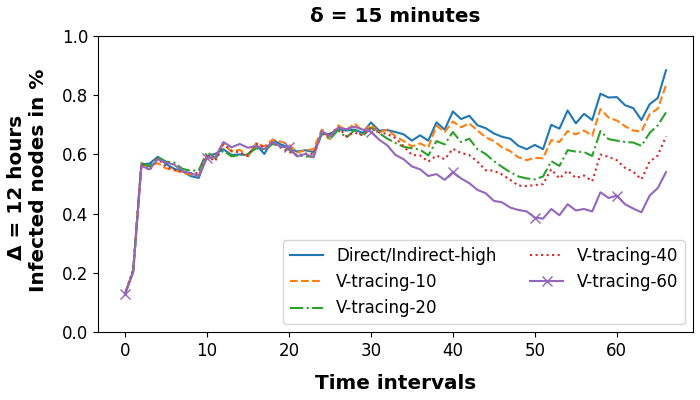 δ = 15 minutes
Δ = 12 hours
Infected nodes in %
1.0
0.8
0.6
0.4
0.2
0.0
Direct/Indirect-high
V-tracing-10
V-tracing-20
V-tracing-40
V-tracing-60
0 10 20 30 40 50 60
Time intervals